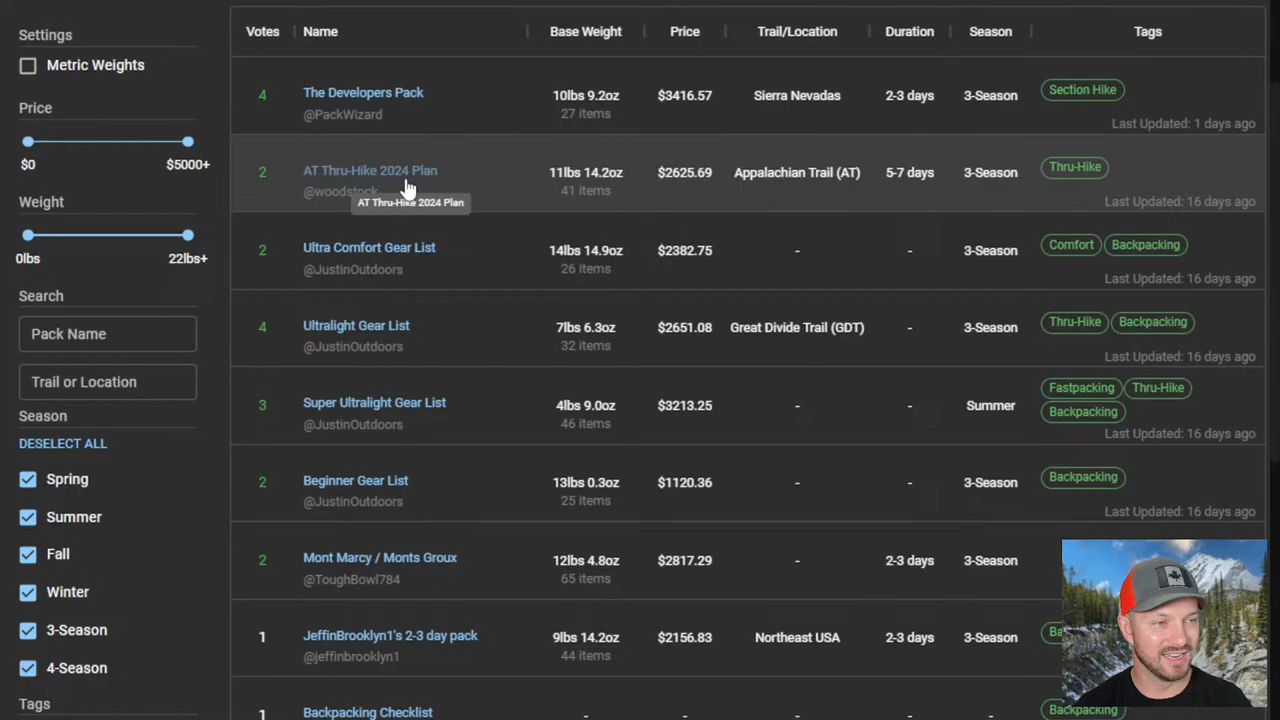 Settings
Metric Weights
Price
$0 $5000+
Weight
0lbs 22lbs+
Search
Pack Name
Trail or Location
Season
DESELECT ALL
Spring
Summer
Fall
Winter
3-Season
4-Season
Tags
Votes Name Base Weight Price Trail/Location Duration Season Tags
4 The Developers Pack 10lbs 9.2oz $3416.57 Sierra Nevadas 2-3 days 3-Season Section Hike
@PackWizard 27 items Last Updated: 1 days ago
2 AT Thru-Hike 2024 Plan 11lbs 14.2oz $2625.69 Appalachian Trail (AT) 5-7 days 3-Season Thru-Hike
@woodstock 41 items Last Updated: 16 days ago
AT Thru-Hike 2024 Plan
2 Ultra Comfort Gear List 14lbs 14.9oz $2382.75 - - 3-Season Comfort Backpacking
@JustinOutdoors 26 items Last Updated: 16 days ago
4 Ultralight Gear List 7lbs 6.3oz $2651.08 Great Divide Trail (GDT) - 3-Season Thru-Hike Backpacking
@JustinOutdoors 32 items Last Updated: 16 days ago
3 Super Ultralight Gear List 4lbs 9.0oz $3213.25 - - Summer Fastpacking Thru-Hike
@JustinOutdoors 46 items Backpacking
Last Updated: 16 days ago
2 Beginner Gear List 13lbs 0.3oz $1120.36 - - 3-Season Backpacking
@JustinOutdoors 25 items Last Updated: 16 days ago
2 Mont Marcy / Monts Groux 12lbs 4.8oz $2817.29 - 2-3 days 3-Season
@ToughBowl784 65 items
1 JeffinBrooklyn1's 2-3 day pack 9lbs 14.2oz $2156.83 Northeast USA 2-3 days 3-Season Ba
@jeffinbrooklyn1 44 items
1 Backpacking Checklist - - - - - Backpacking